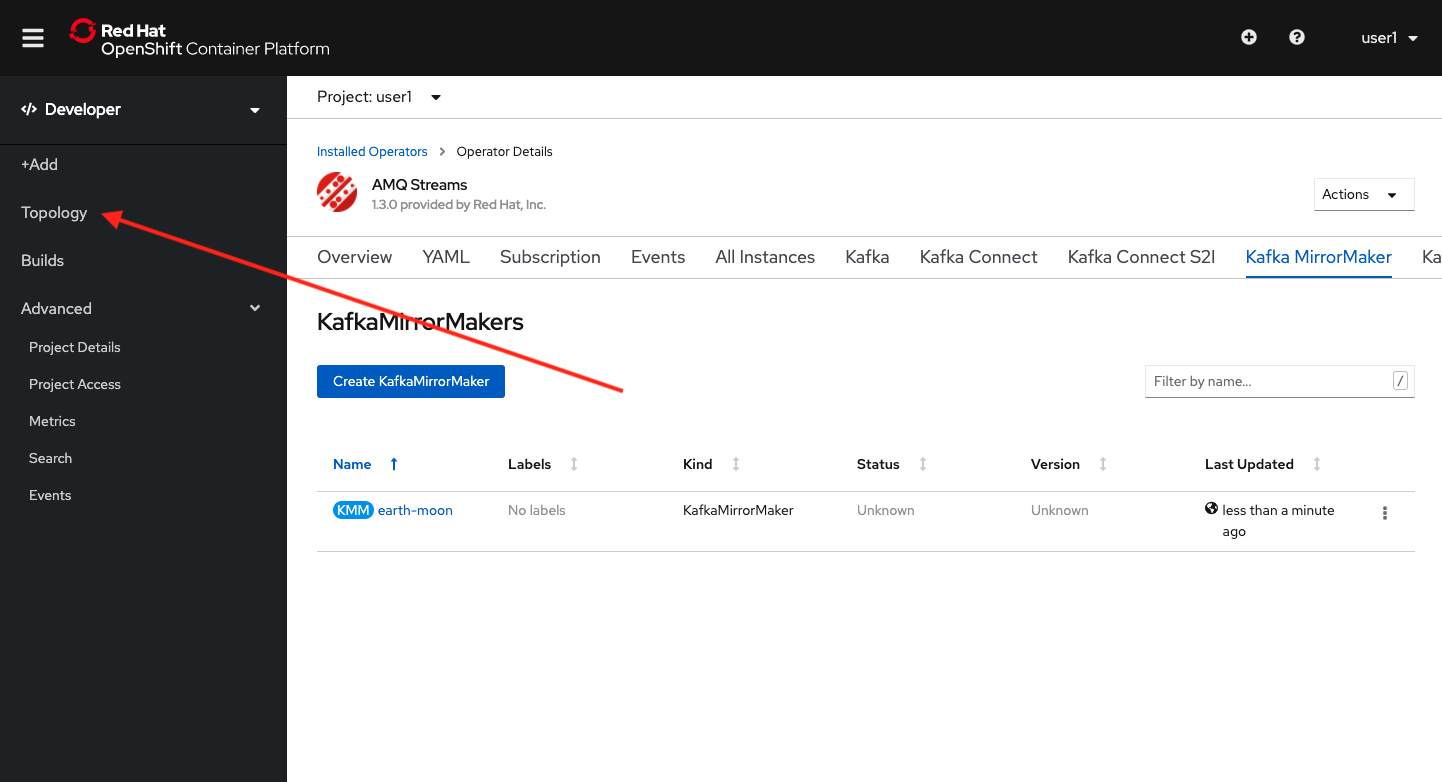 Red Hat
OpenShift Container Platform
user1
Developer
Project: user1
+Add
Topology
Builds
Advanced
Project Details
Project Access
Metrics
Search
Events
Installed Operators
Operator Details
AMQ Streams
1.3.0 provided by Red Hat, Inc.
Actions
Overview YAML Subscription Events All Instances Kafka Kafka Connect Kafka Connect S2I Kafka MirrorMaker Ka
KafkaMirrorMakers
Create KafkaMirrorMaker
Filter by name...
/
Name Labels Kind Status Version Last Updated
KMM earth-moon No labels KafkaMirrorMaker Unknown Unknown less than a minute
ago